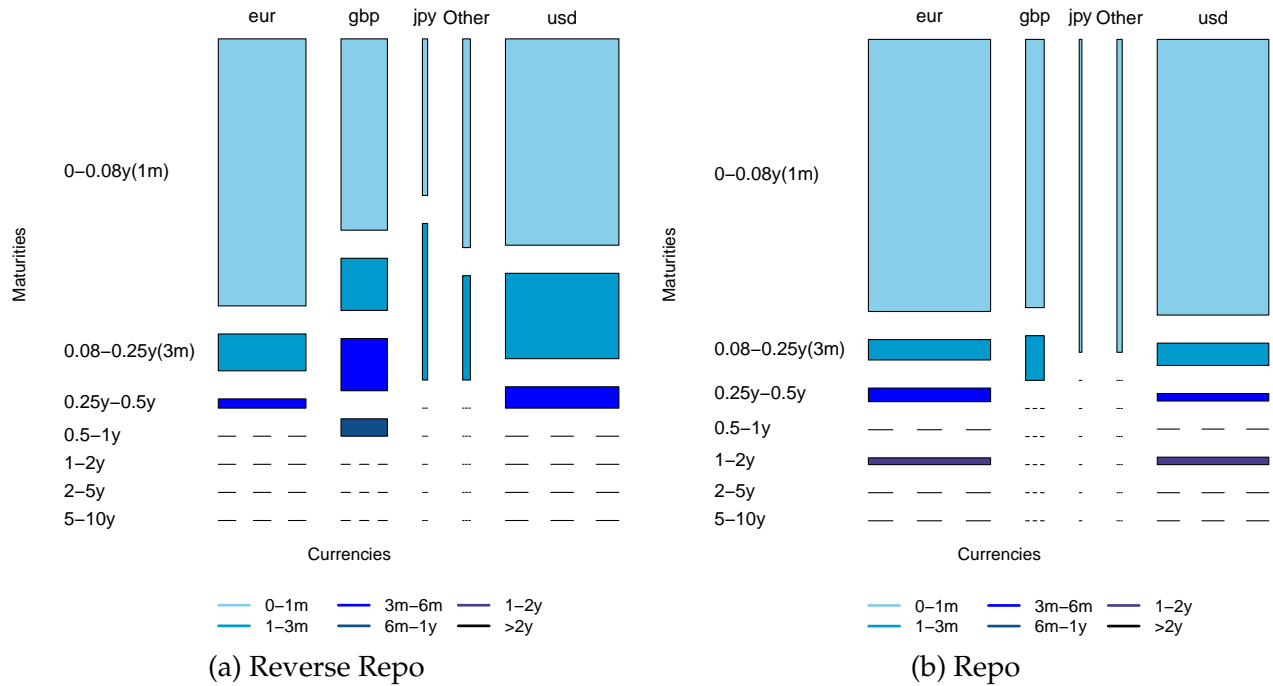 eur gbp jpy Other usd
0–0.08y(1m)
0.08–0.25y(3m)
0.25y–0.5y
0.5–1y
1–2y
2–5y
5–10y
Maturities
Currencies
0–1m 3m–6m 1–2y
1–3m 6m–1y >2y
(a) Reverse Repo
eur gbp jpy Other usd
0–0.08y(1m)
0.08–0.25y(3m)
0.25y–0.5y
0.5–1y
1–2y
2–5y
5–10y
Maturities
Currencies
0–1m 3m–6m 1–2y
1–3m 6m–1y >2y
(b) Repo